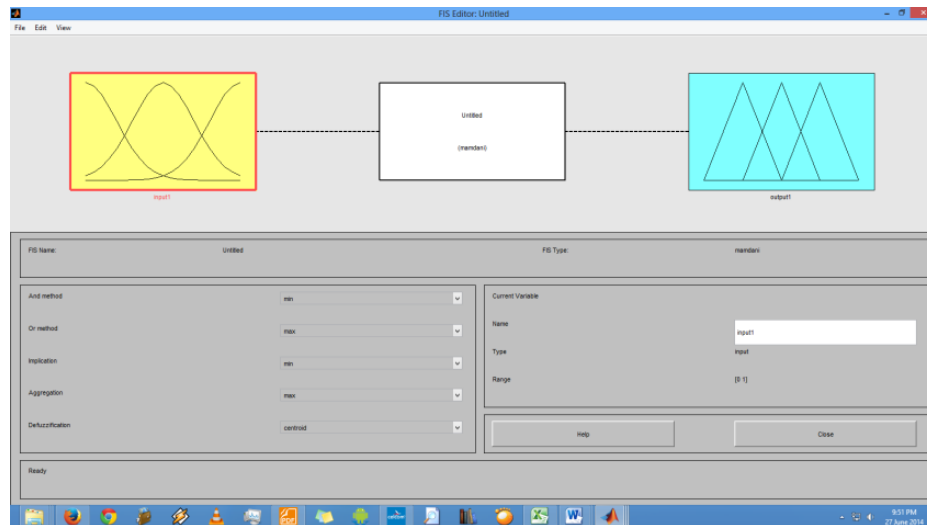 FIS Editor: Untitled
File Edit View
Untitled
(mamdani)
input1
output1
FIS Name: Untitled FIS Type: mamdani
And method min
Or method max
Implication min
Aggregation max
Defuzzification centroid
Current Variable
Name input1
Type input
Range [0 1]
Help Close
Ready
9:51 PM
27 June 2014